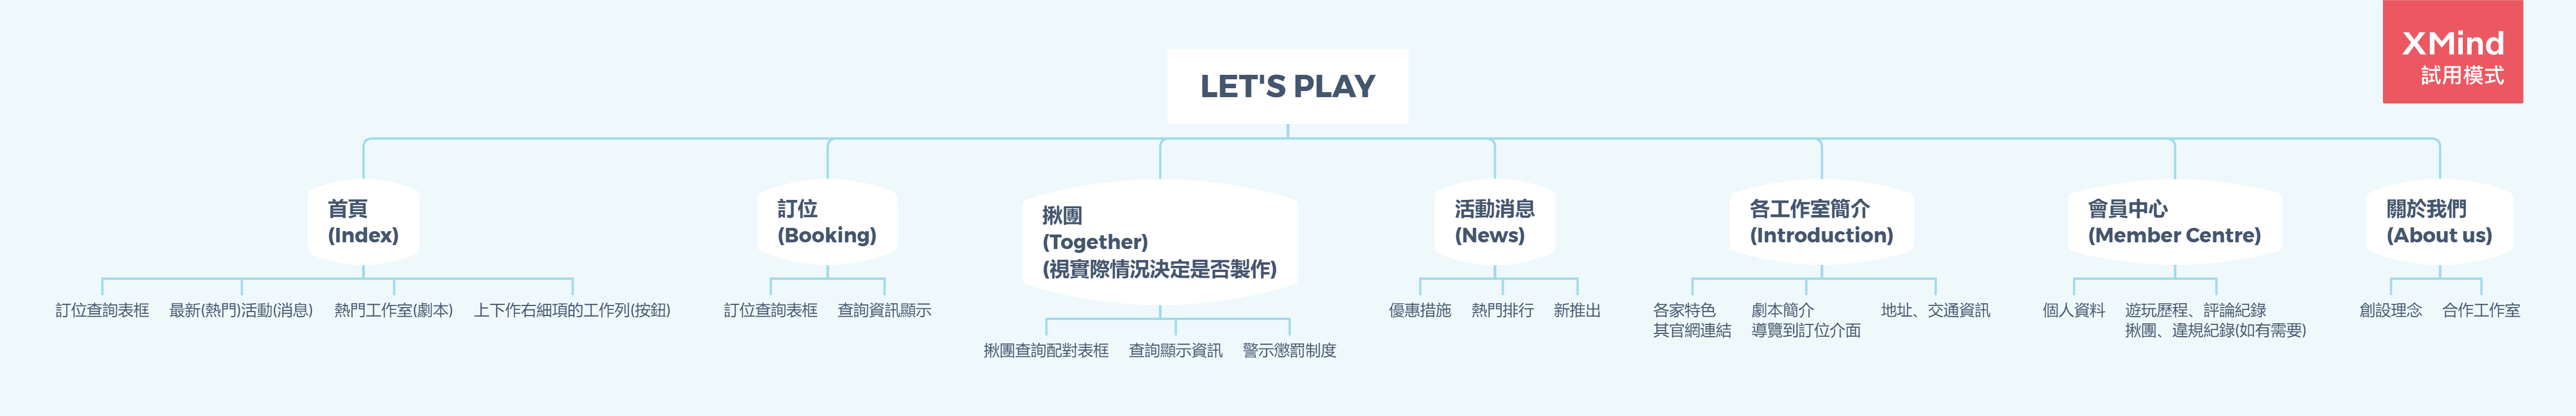 XMind
試用模式
LET'S PLAY
首頁
(Index)
訂位查詢表框
最新(熱門)活動(消息)
熱門工作室(劇本)
上下作右細項的工作列(按鈕)
訂位
(Booking)
訂位查詢表框
查詢資訊顯示
揪團
(Together)
(視實際情況決定是否製作)
揪團查詢配對表框
查詢顯示資訊
警示懲罰制度
活動消息
(News)
優惠措施
熱門排行
新推出
各工作室簡介
(Introduction)
各家特色
其官網連結
劇本簡介
導覽到訂位介面
地址、交通資訊
會員中心
(Member Centre)
個人資料
遊玩歷程、評論紀錄
揪團、違規紀錄(如有需要)
關於我們
(About us)
創設理念
合作工作室